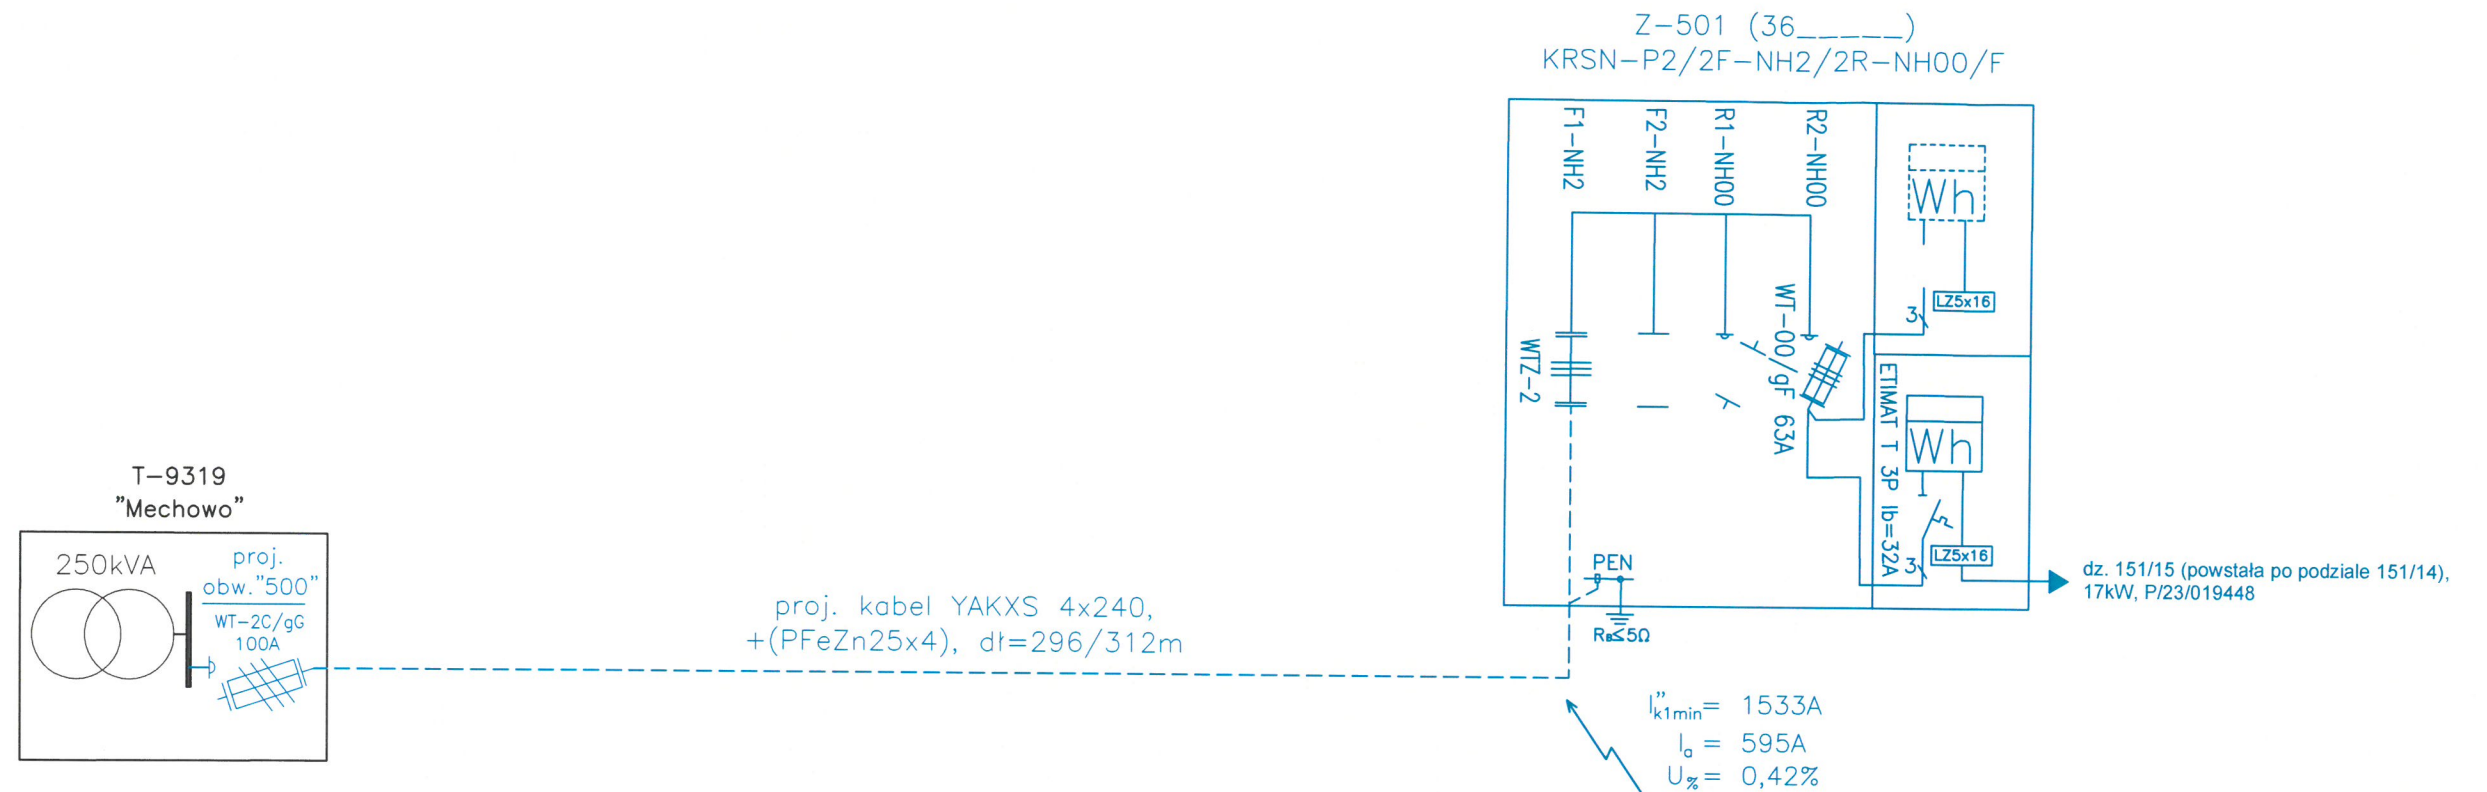 Z-501 (36_____)
KRSN-P2/2F-NH2/2R-NH00/F
F1-NH2
F2-NH2
R1-NH00
R2-NH00
Wh
LZ5x16
3
WTZ-2
WT-00/gF 63A
ETIMAT T 3P Ib=32A
Wh
LZ5x16
3
PEN
RB≤5Ω
dz. 151/15 (powstała po podziale 151/14),
17kW, P/23/019448
T-9319
"Mechowo"
250kVA
proj.
obw."500"
WT-2C/gG
100A
proj. kabel YAKXS 4x240,
+(PFeZn25x4), dł=296/312m
I"k1min= 1533A
Ia = 595A
U%= 0,42%